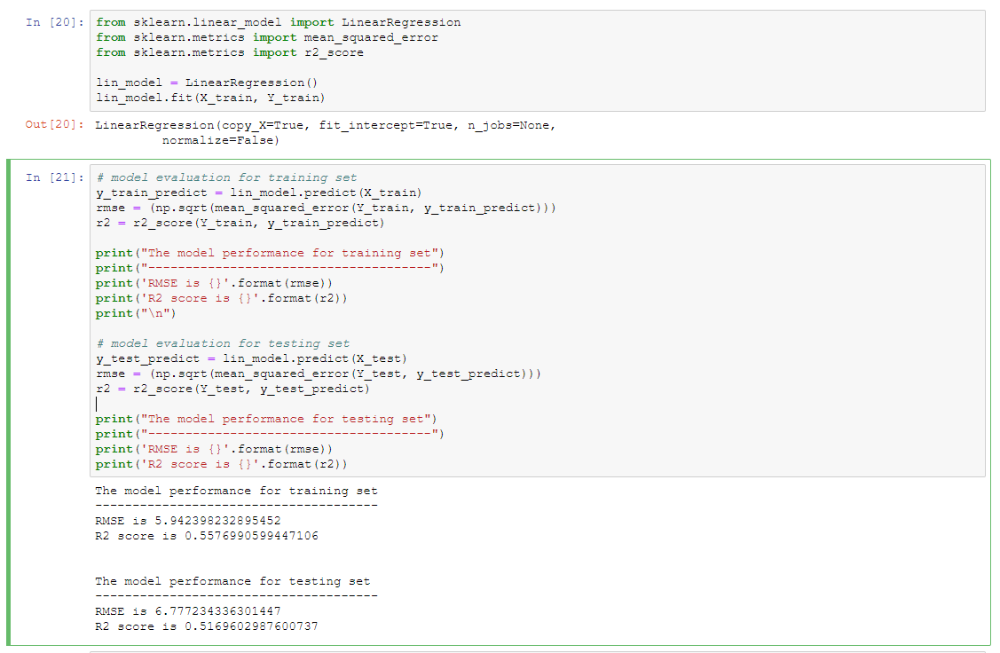 In [20]: from sklearn.linear_model import LinearRegression
from sklearn.metrics import mean_squared_error
from sklearn.metrics import r2_score

lin_model = LinearRegression()
lin_model.fit(X_train, Y_train)
Out[20]: LinearRegression(copy_X=True, fit_intercept=True, n_jobs=None,
         normalize=False)
In [21]: # model evaluation for training set
y_train_predict = lin_model.predict(X_train)
rmse = (np.sqrt(mean_squared_error(Y_train, y_train_predict)))
r2 = r2_score(Y_train, y_train_predict)

print("The model performance for training set")
print("--------------------------------------")
print('RMSE is {}'.format(rmse))
print('R2 score is {}'.format(r2))
print("\n")

# model evaluation for testing set
y_test_predict = lin_model.predict(X_test)
rmse = (np.sqrt(mean_squared_error(Y_test, y_test_predict)))
r2 = r2_score(Y_test, y_test_predict)

print("The model performance for testing set")
print("--------------------------------------")
print('RMSE is {}'.format(rmse))
print('R2 score is {}'.format(r2))
The model performance for training set
--------------------------------------
RMSE is 5.942398232895452
R2 score is 0.5576990599447106

The model performance for testing set
--------------------------------------
RMSE is 6.777234336301447
R2 score is 0.5169602987600737